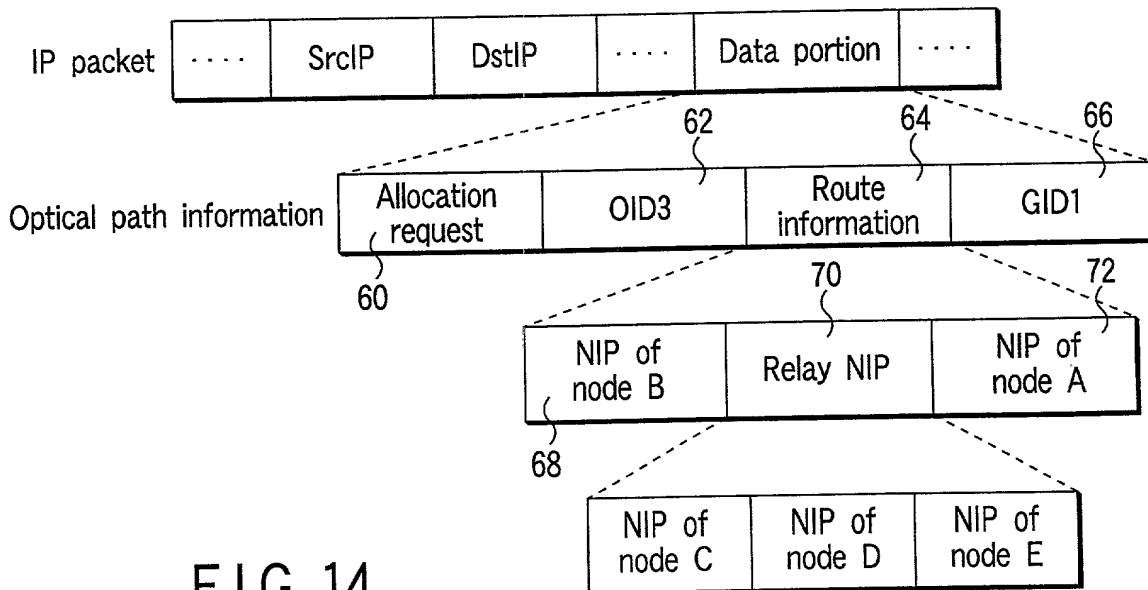 IP packet
....
SrcIP
DstIP
....
Data portion
....
62
64
66
Optical path information
Allocation
request
OID3
Route
information
GID1
60
70
72
NIP of
node B
Relay NIP
NIP of
node A
68
NIP of
node C
NIP of
node D
NIP of
node E
FIG. 14